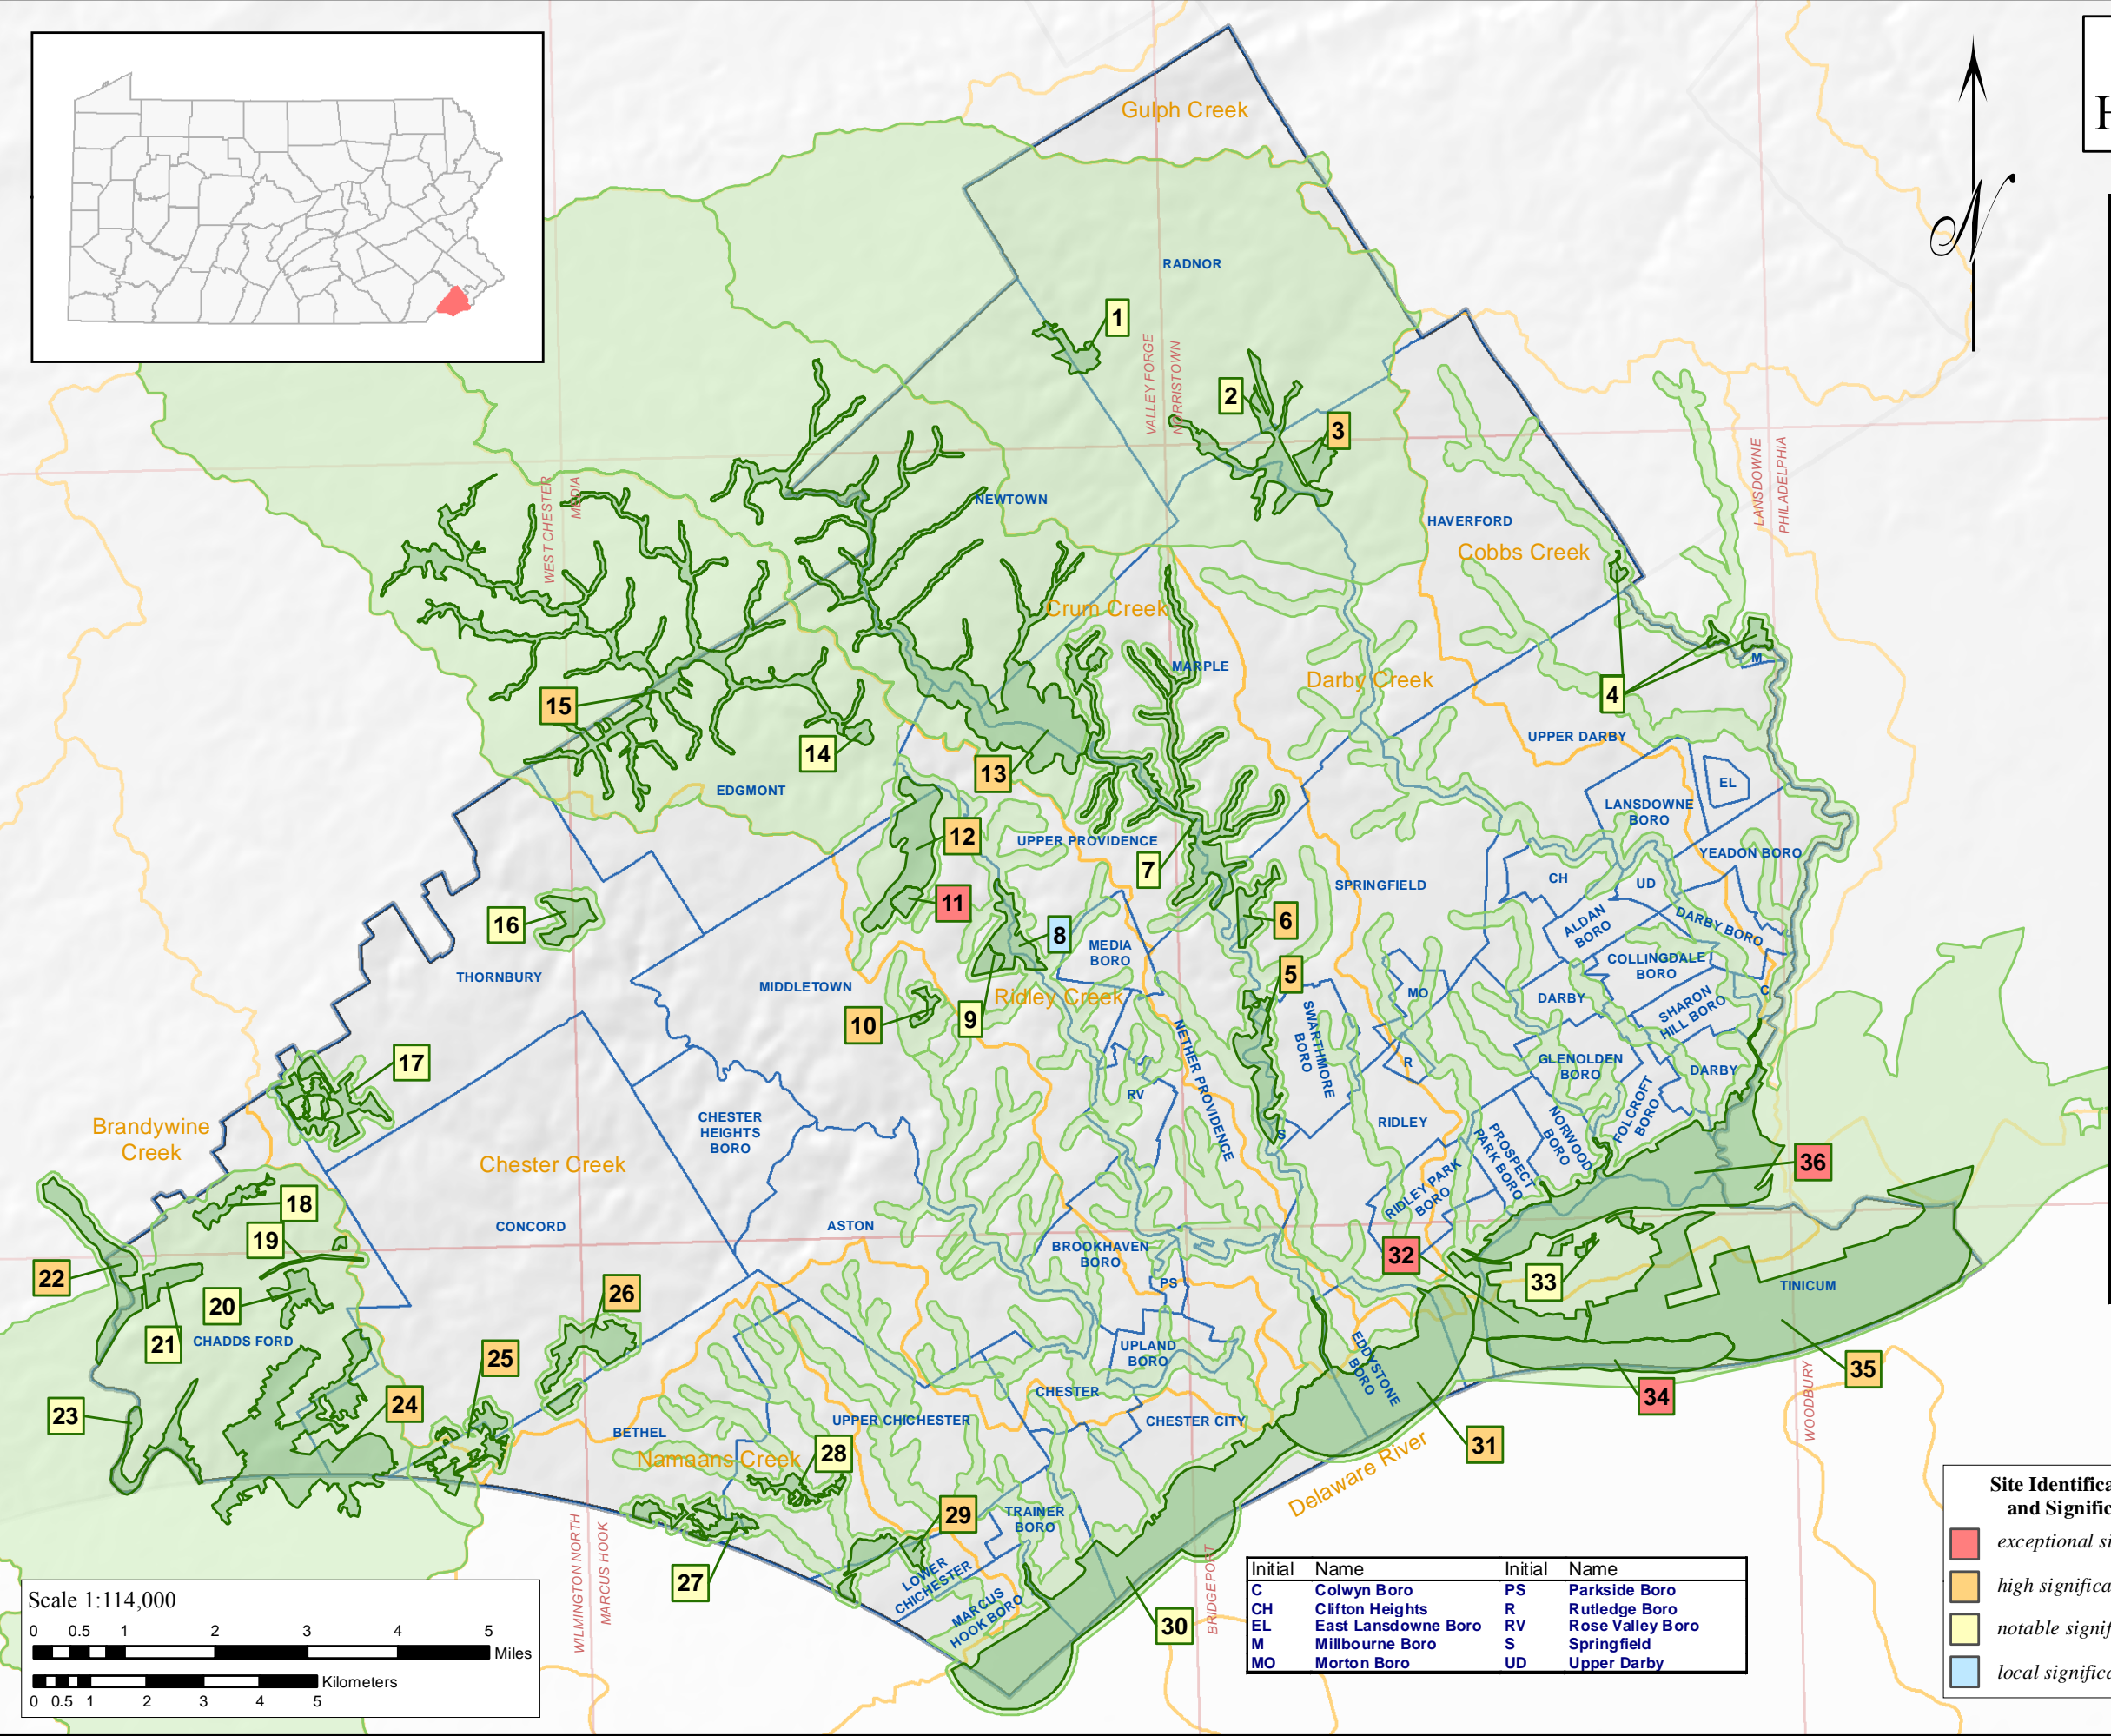 H
N
Gulph Creek
RADNOR
1
VALLEY FORGE
NORRISTOWN
2
3
LANSDOWNE
PHILADELPHIA
WEST CHESTER
MEDIA
NEWTOWN
HAVERFORD
Cobbs Creek
Crum Creek
MARPLE
Darby Creek
M
4
15
14
13
UPPER DARBY
EDGMONT
EL
LANSDOWNE
BORO
12
UPPER PROVIDENCE
YEADON BORO
7
SPRINGFIELD
CH
UD
11
16
8
6
ALDAN
BORO
DARBY BORO
MEDIA
BORO
COLLINGDALE
BORO
THORNBURY
MIDDLETOWN
5
Ridley Creek
MO
DARBY
C
SHARON
HILL BORO
10
9
SWARTHMORE
BORO
NETHER PROVIDENCE
17
R
GLENOLDEN
BORO
DARBY
RV
FOLCROFT
BORO
Brandywine
Creek
CHESTER
HEIGHTS
BORO
S
RIDLEY
NORWOOD
BORO
PROSPECT
PARK BORO
Chester Creek
36
RIDLEY PARK
BORO
18
CONCORD
ASTON
19
BROOKHAVEN
BORO
32
22
PS
33
TINICUM
26
20
21
CHADDS FORD
UPLAND
BORO
EDDYSTONE
BORO
25
35
CHESTER
34
24
23
UPPER CHICHESTER
CHESTER CITY
WOODBURY
BETHEL
31
28
Namaans Creek
Delaware River
29
TRAINER
BORO
WILMINGTON NORTH
MARCUS HOOK
27
LOWER
CHICHESTER
MARCUS
HOOK BORO
BRIDGEPORT
30
Site Identifica
and Signific
exceptional si
high significa
notable signif
local significa
Initial Name Initial Name
C Colwyn Boro PS Parkside Boro
CH Clifton Heights R Rutledge Boro
EL East Lansdowne Boro RV Rose Valley Boro
M Millbourne Boro S Springfield
MO Morton Boro UD Upper Darby
Scale 1:114,000
0 0.5 1 2 3 4 5
Miles
Kilometers
0 0.5 1 2 3 4 5